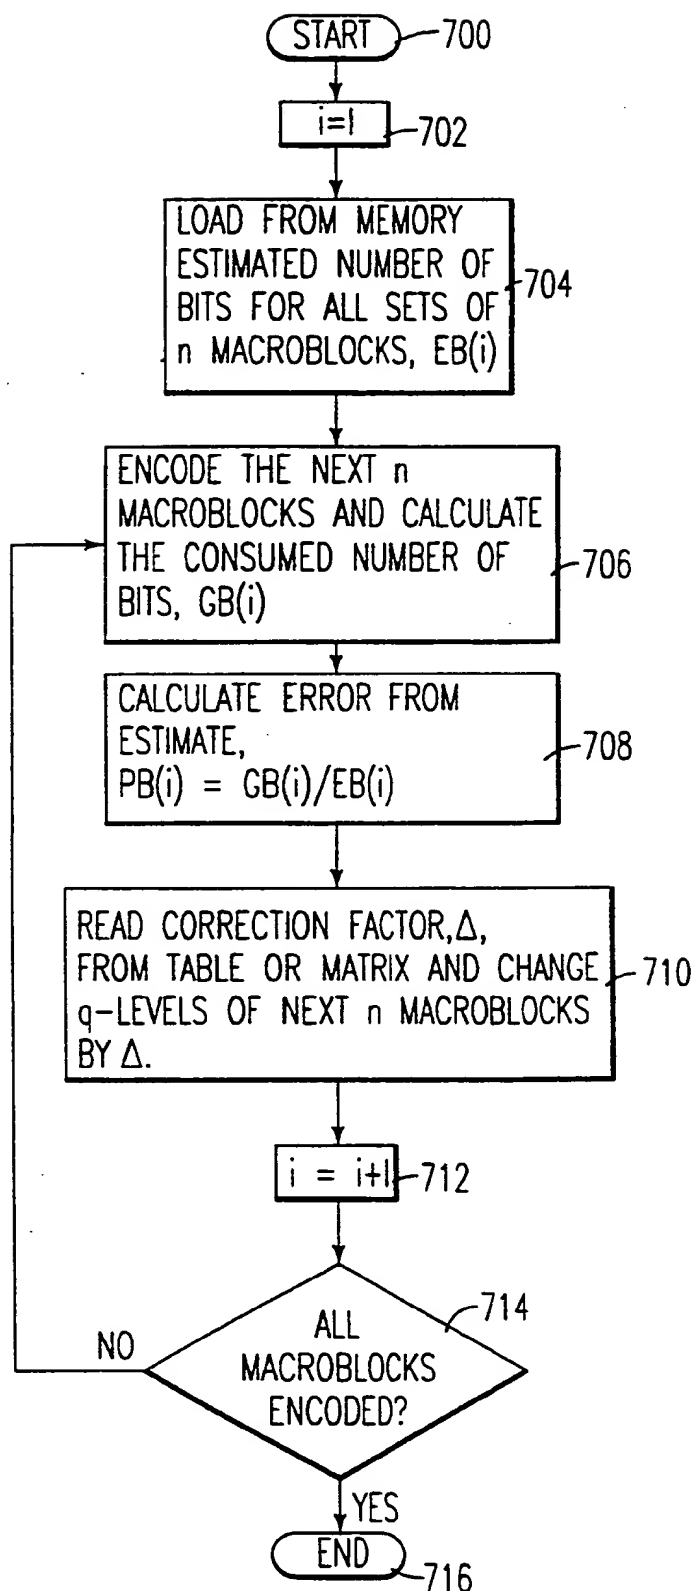 START
700
i=1
702
LOAD FROM MEMORY
ESTIMATED NUMBER OF
BITS FOR ALL SETS OF
n MACROBLOCKS, EB(i)
704
ENCODE THE NEXT n
MACROBLOCKS AND CALCULATE
THE CONSUMED NUMBER OF
BITS, GB(i)
706
CALCULATE ERROR FROM
ESTIMATE,
PB(i) = GB(i)/EB(i)
708
READ CORRECTION FACTOR,Δ,
FROM TABLE OR MATRIX AND CHANGE
q-LEVELS OF NEXT n MACROBLOCKS
BY Δ.
710
i = i+1
712
ALL
MACROBLOCKS
ENCODED?
714
NO
YES
END
716